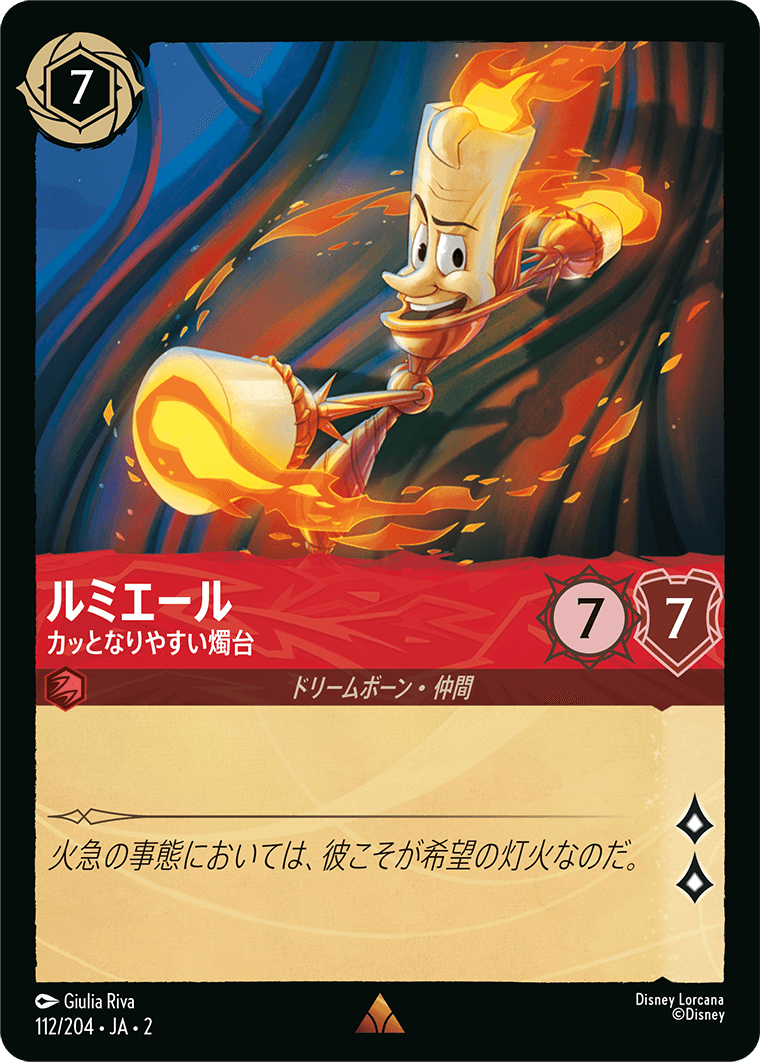 7
ルミエール
カッとなりやすい燭台
7
7
ドリームボーン・仲間
火急の事態においては、彼こそが希望の灯火なのだ。
Giulia Riva
112/204・JA・2
Disney Lorcana
©Disney